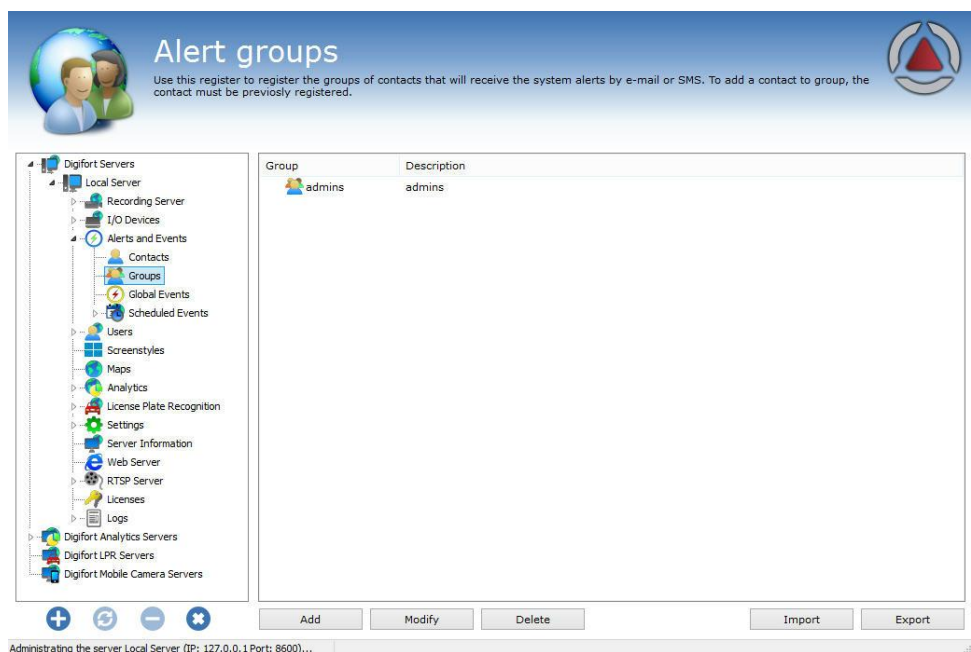 Alert groups
Use this register to register the groups of contacts that will receive the system alerts by e-mail or SMS. To add a contact to group, the
contact must be previosly registered.
Digifort Servers
Local Server
Recording Server
I/O Devices
Alerts and Events
Contacts
Groups
Global Events
Scheduled Events
Users
Screenstyles
Maps
Analytics
License Plate Recognition
Settings
Server Information
Web Server
RTSP Server
Licenses
Logs
Digifort Analytics Servers
Digifort LPR Servers
Digifort Mobile Camera Servers
Group Description
admins admins
Add Modify Delete Import Export
Administrating the server Local Server (IP: 127.0.0.1 Port: 8600)...